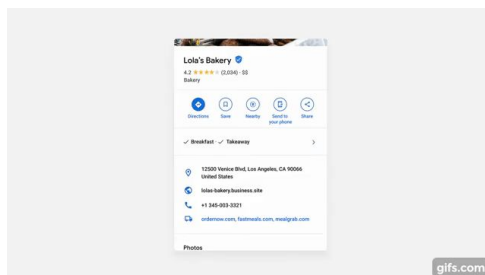 Lola's Bakery
4.2 (2,034) · $$
Bakery
Directions
Save
Nearby
Send to your phone
Share
Breakfast · Takeaway
12500 Venice Blvd, Los Angeles, CA 90066
United States
lolas-bakery.business.site
+1 345-003-3321
ordernow.com, fastmeals.com, mealgrab.com
Photos
gifs.com